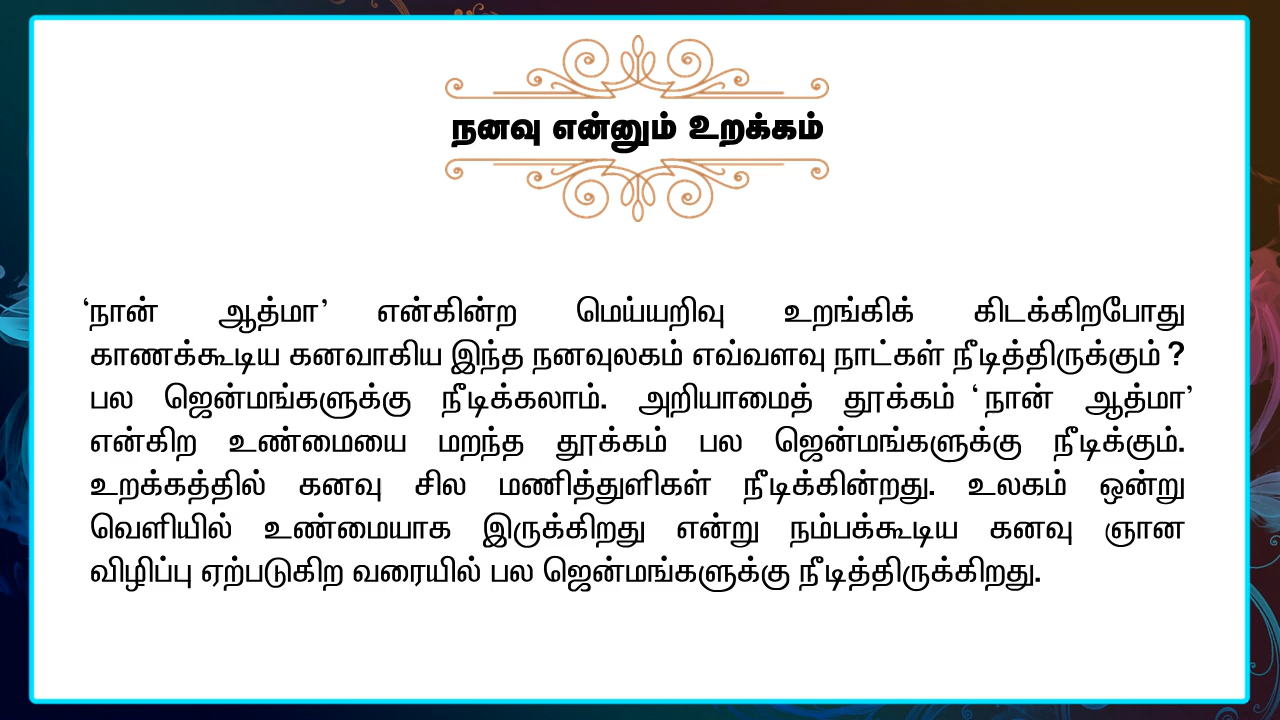 நனவு என்னும் உறக்கம்
‘நான் ஆத்மா’ என்கின்ற மெய்யறிவு உறங்கிக் கிடக்கிறபோது
காணக்கூடிய கனவாகிய இந்த நனவுலகம் எவ்வளவு நாட்கள் நீடித்திருக்கும் ?
பல ஜென்மங்களுக்கு நீடிக்கலாம். அறியாமைத் தூக்கம் ‘நான் ஆத்மா’
என்கிற உண்மையை மறந்த தூக்கம் பல ஜென்மங்களுக்கு நீடிக்கும்.
உறக்கத்தில் கனவு சில மணித்துளிகள் நீடிக்கின்றது. உலகம் ஒன்று
வெளியில் உண்மையாக இருக்கிறது என்று நம்பக்கூடிய கனவு ஞான
விழிப்பு ஏற்படுகிற வரையில் பல ஜென்மங்களுக்கு நீடித்திருக்கிறது.